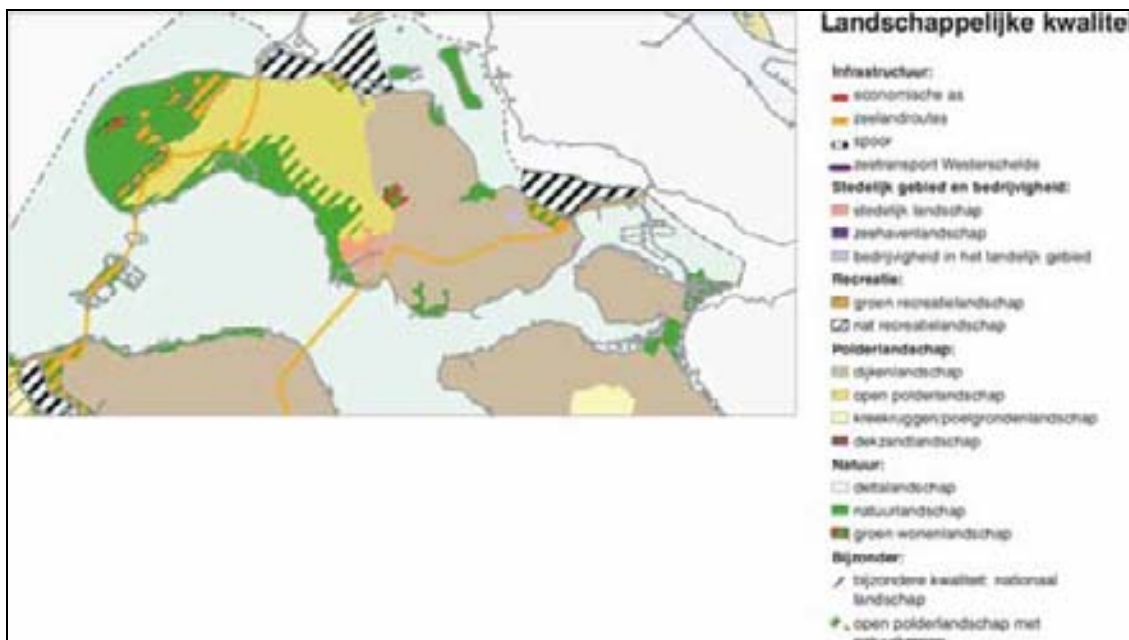 Landschappelijke kwalitei
Infrastructuur:
economische as
zeelandroutes
spoor
zeetransport Westerschelde
Stedelijk gebied en bedrijvigheid:
stedelijk landschap
zeehavenlandschap
bedrijvigheid in het landelijk gebied
Recreatie:
groen recreatielandschap
nat recreatielandschap
Polderlandschap:
dijkenlandschap
open polderlandschap
kreekruggen/poelgrondenlandschap
dekzandlandschap
Natuur:
deltalandschap
natuurlandschap
groen wonenlandschap
Bijzonder:
bijzondere kwaliteit: nationaal
landschap
open polderlandschap met